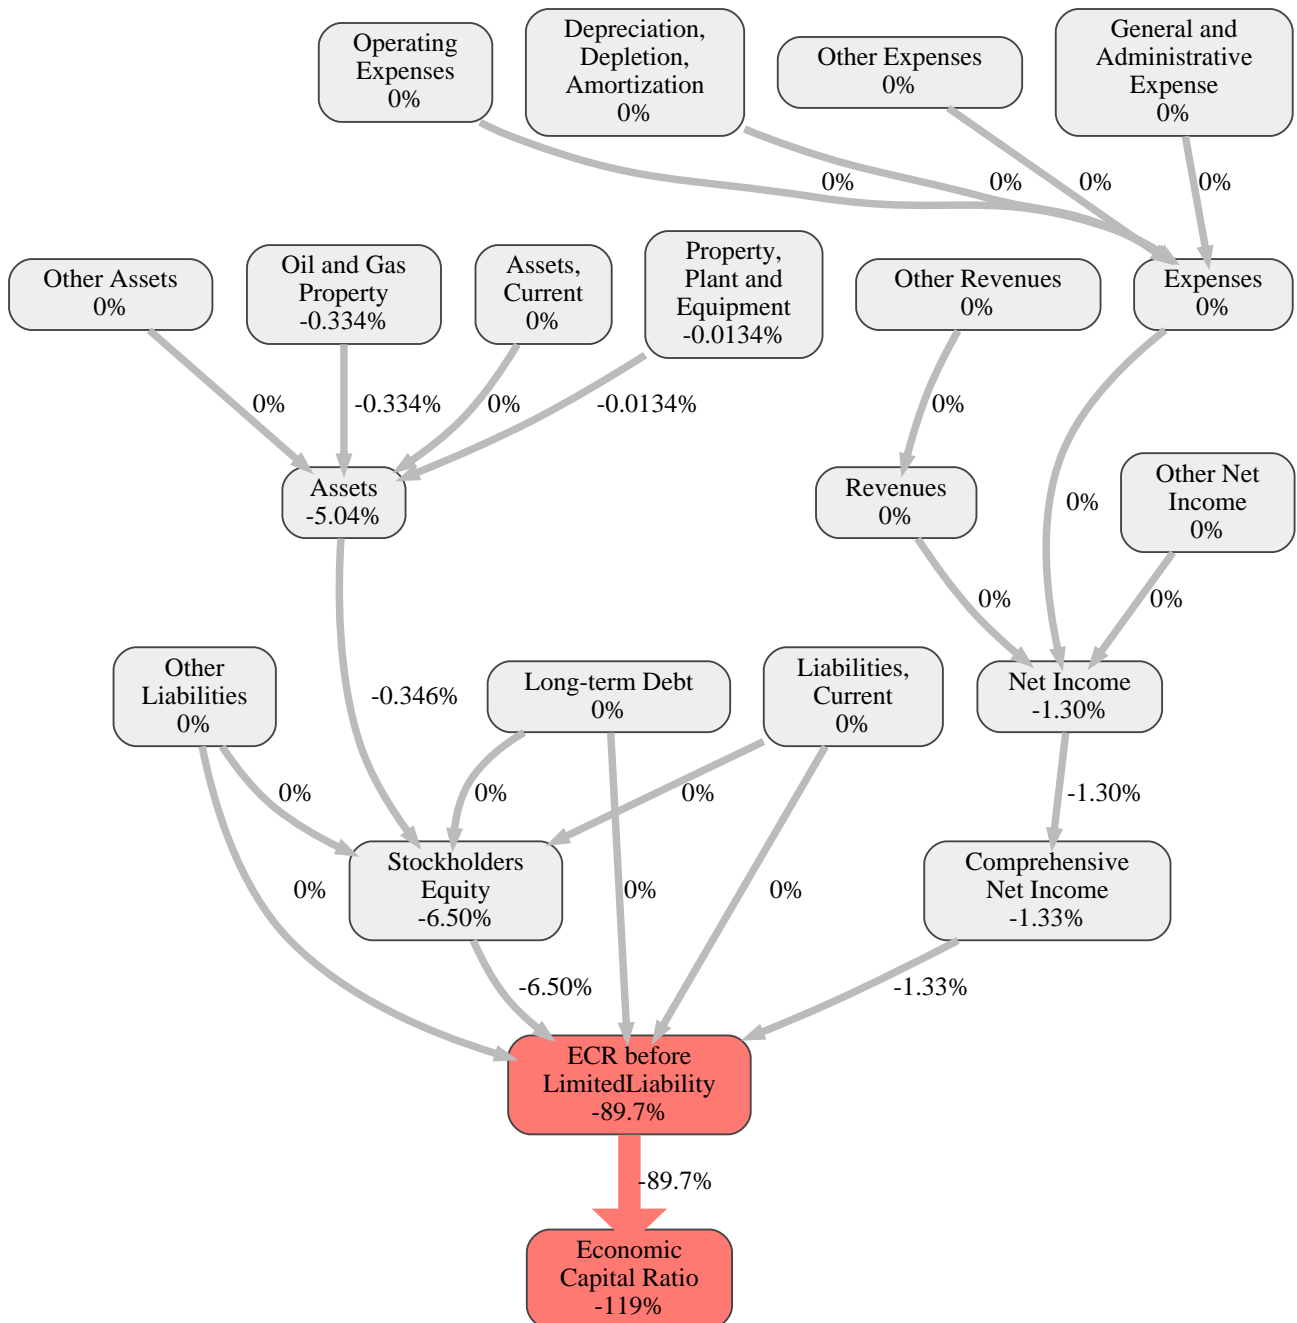 Operating
Expenses
0%
Depreciation,
Depletion,
Amortization
0%
Other Expenses
0%
General and
Administrative
Expense
0%
0%
0%
0%
0%
Other Assets
0%
Oil and Gas
Property
-0.334%
Assets,
Current
0%
Property,
Plant and
Equipment
-0.0134%
Other Revenues
0%
Expenses
0%
0%
-0.334%
0%
-0.0134%
0%
Assets
-5.04%
Revenues
0%
0%
Other Net
Income
0%
0%
0%
Other
Liabilities
0%
-0.346%
Long-term Debt
0%
Liabilities,
Current
0%
Net Income
-1.30%
0%
0%
0%
-1.30%
0%
Stockholders
Equity
-6.50%
0%
0%
Comprehensive
Net Income
-1.33%
-6.50%
-1.33%
ECR before
LimitedLiability
-89.7%
-89.7%
Economic
Capital Ratio
-119%